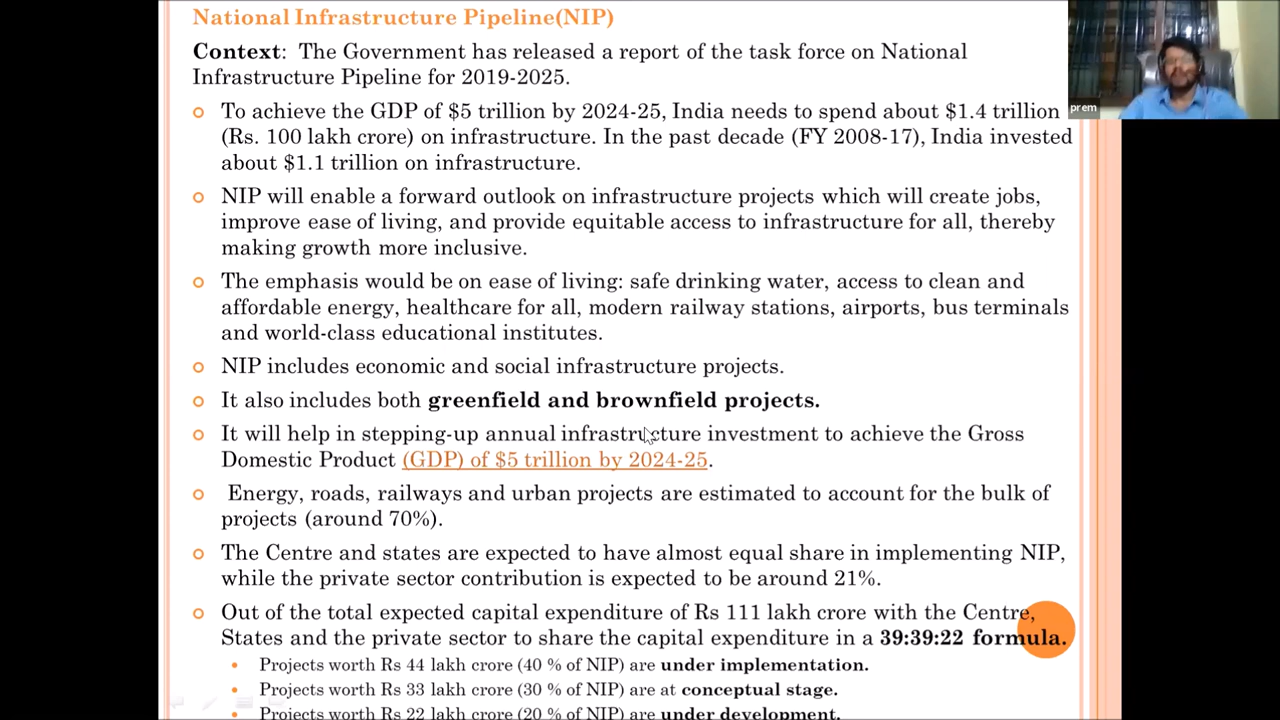 National Infrastructure Pipeline(NIP)
Context:  The Government has released a report of the task force on National
Infrastructure Pipeline for 2019-2025.
To achieve the GDP of $5 trillion by 2024-25, India needs to spend about $1.4 trillion
(Rs. 100 lakh crore) on infrastructure. In the past decade (FY 2008-17), India invested
about $1.1 trillion on infrastructure.
NIP will enable a forward outlook on infrastructure projects which will create jobs,
improve ease of living, and provide equitable access to infrastructure for all, thereby
making growth more inclusive.
The emphasis would be on ease of living: safe drinking water, access to clean and
affordable energy, healthcare for all, modern railway stations, airports, bus terminals
and world-class educational institutes.
NIP includes economic and social infrastructure projects.
It also includes both greenfield and brownfield projects.
It will help in stepping-up annual infrastructure investment to achieve the Gross
Domestic Product (GDP) of $5 trillion by 2024-25.
Energy, roads, railways and urban projects are estimated to account for the bulk of
projects (around 70%).
The Centre and states are expected to have almost equal share in implementing NIP,
while the private sector contribution is expected to be around 21%.
Out of the total expected capital expenditure of Rs 111 lakh crore with the Centre,
States and the private sector to share the capital expenditure in a 39:39:22 formula.
Projects worth Rs 44 lakh crore (40 % of NIP) are under implementation.
Projects worth Rs 33 lakh crore (30 % of NIP) are at conceptual stage.
Projects worth Rs 22 lakh crore (20 % of NIP) are under development.
prem